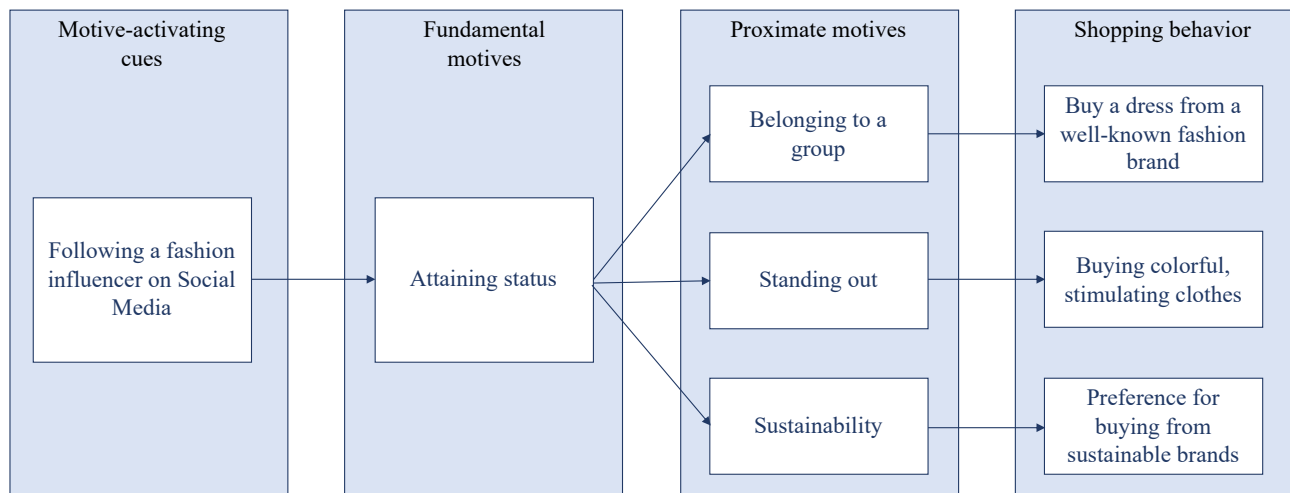 Motive-activating
cues
Following a fashion
influencer on Social
Media
Fundamental
motives
Attaining status
Proximate motives
Belonging to a
group
Standing out
Sustainability
Shopping behavior
Buy a dress from a
well-known fashion
brand
Buying colorful,
stimulating clothes
Preference for
buying from
sustainable brands